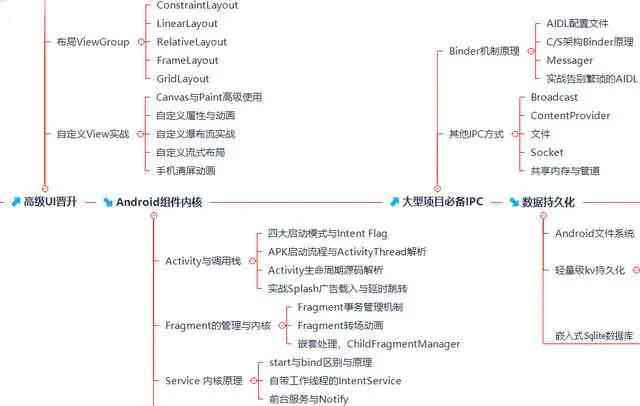 ConstraintLayout
LinearLayout
布局ViewGroup
RelativeLayout
FrameLayout
GridLayout
Canvas与Paint高级使用
自定义属性与动画
自定义View实战
自定义瀑布流实战
自定义流式布局
手机清屏动画
AIDL配置文件
C/S架构Binder原理
Binder机制原理
Messager
实战告别繁琐的AIDL
Broadcast
ContentProvider
其他IPC方式
文件
Socket
共享内存与管道
高级UI晋升
Android组件内核
大型项目必备IPC
数据持久化
四大启动模式与Intent Flag
APK启动流程与ActivityThread解析
Activity与调用栈
Activity生命周期源码解析
实战Splash广告载入与延时跳转
Fragment事务管理机制
Fragment的管理与内核
Fragment转场动画
嵌套处理，ChildFragmentManager
start与bind区别与原理
Service 内核原理
自带工作线程的IntentService
前台服务与Notify
Android文件系统
轻量级kv持久化
嵌入式Sqlite数据库